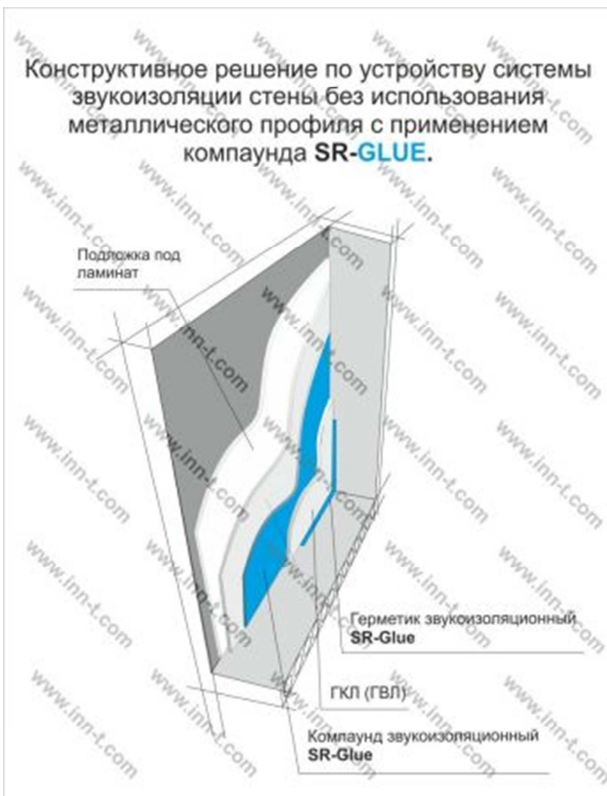 Конструктивное решение по устройству системы
звукоизоляции стены без использования
металлического профиля с применением
компаунда SR-GLUE.
Подложка под
ламинат
Герметик звукоизоляционный
SR-Glue
ГКЛ (ГВЛ)
Компаунд звукоизоляционный
SR-Glue
www.inn-t.com